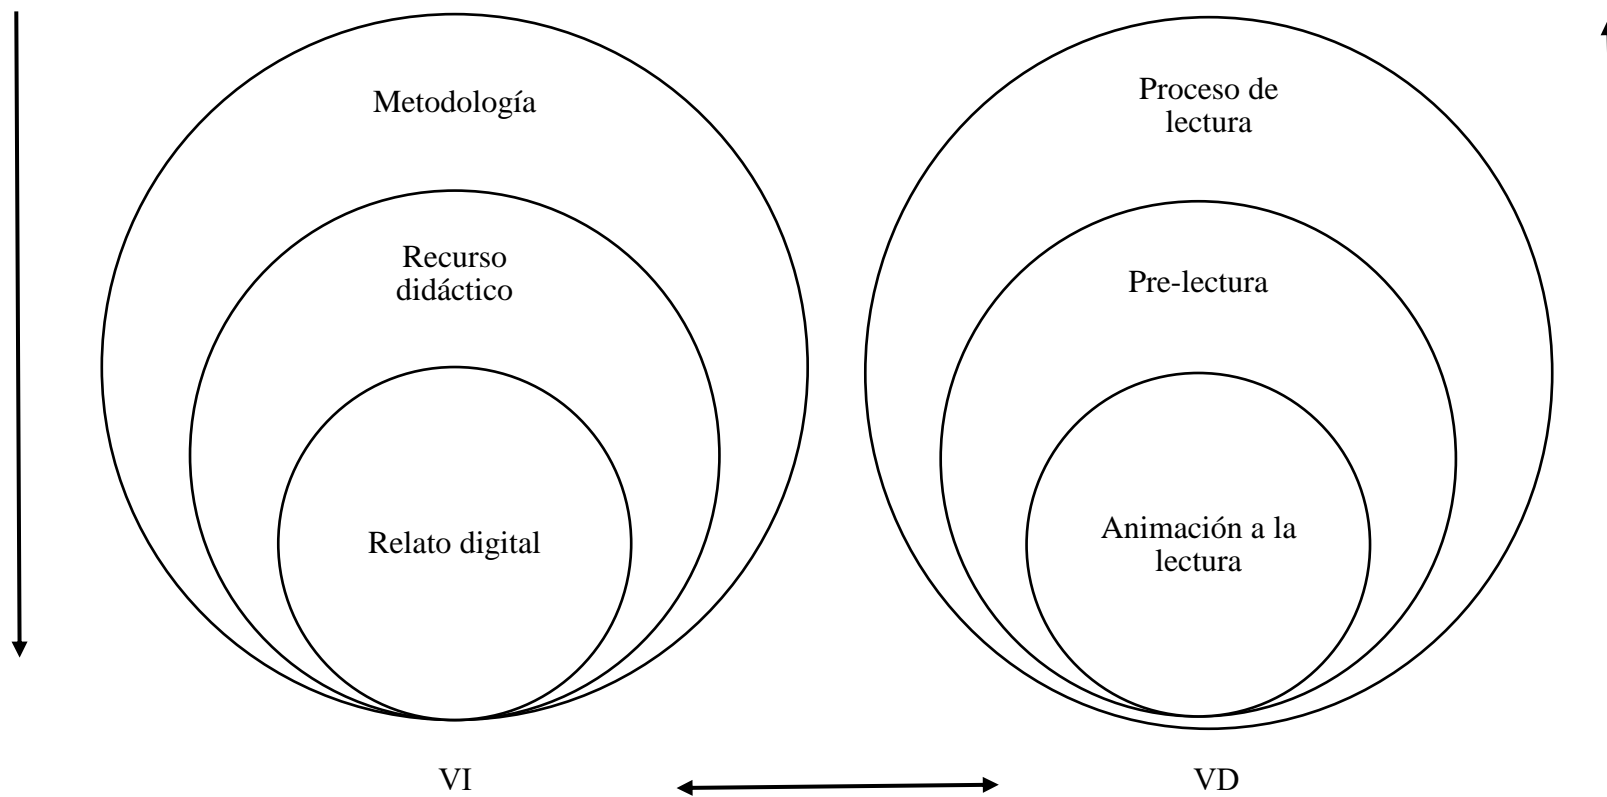 Metodología
Recurso
didáctico
Relato digital
VI
Proceso de
lectura
Pre-lectura
Animación a la
lectura
VD